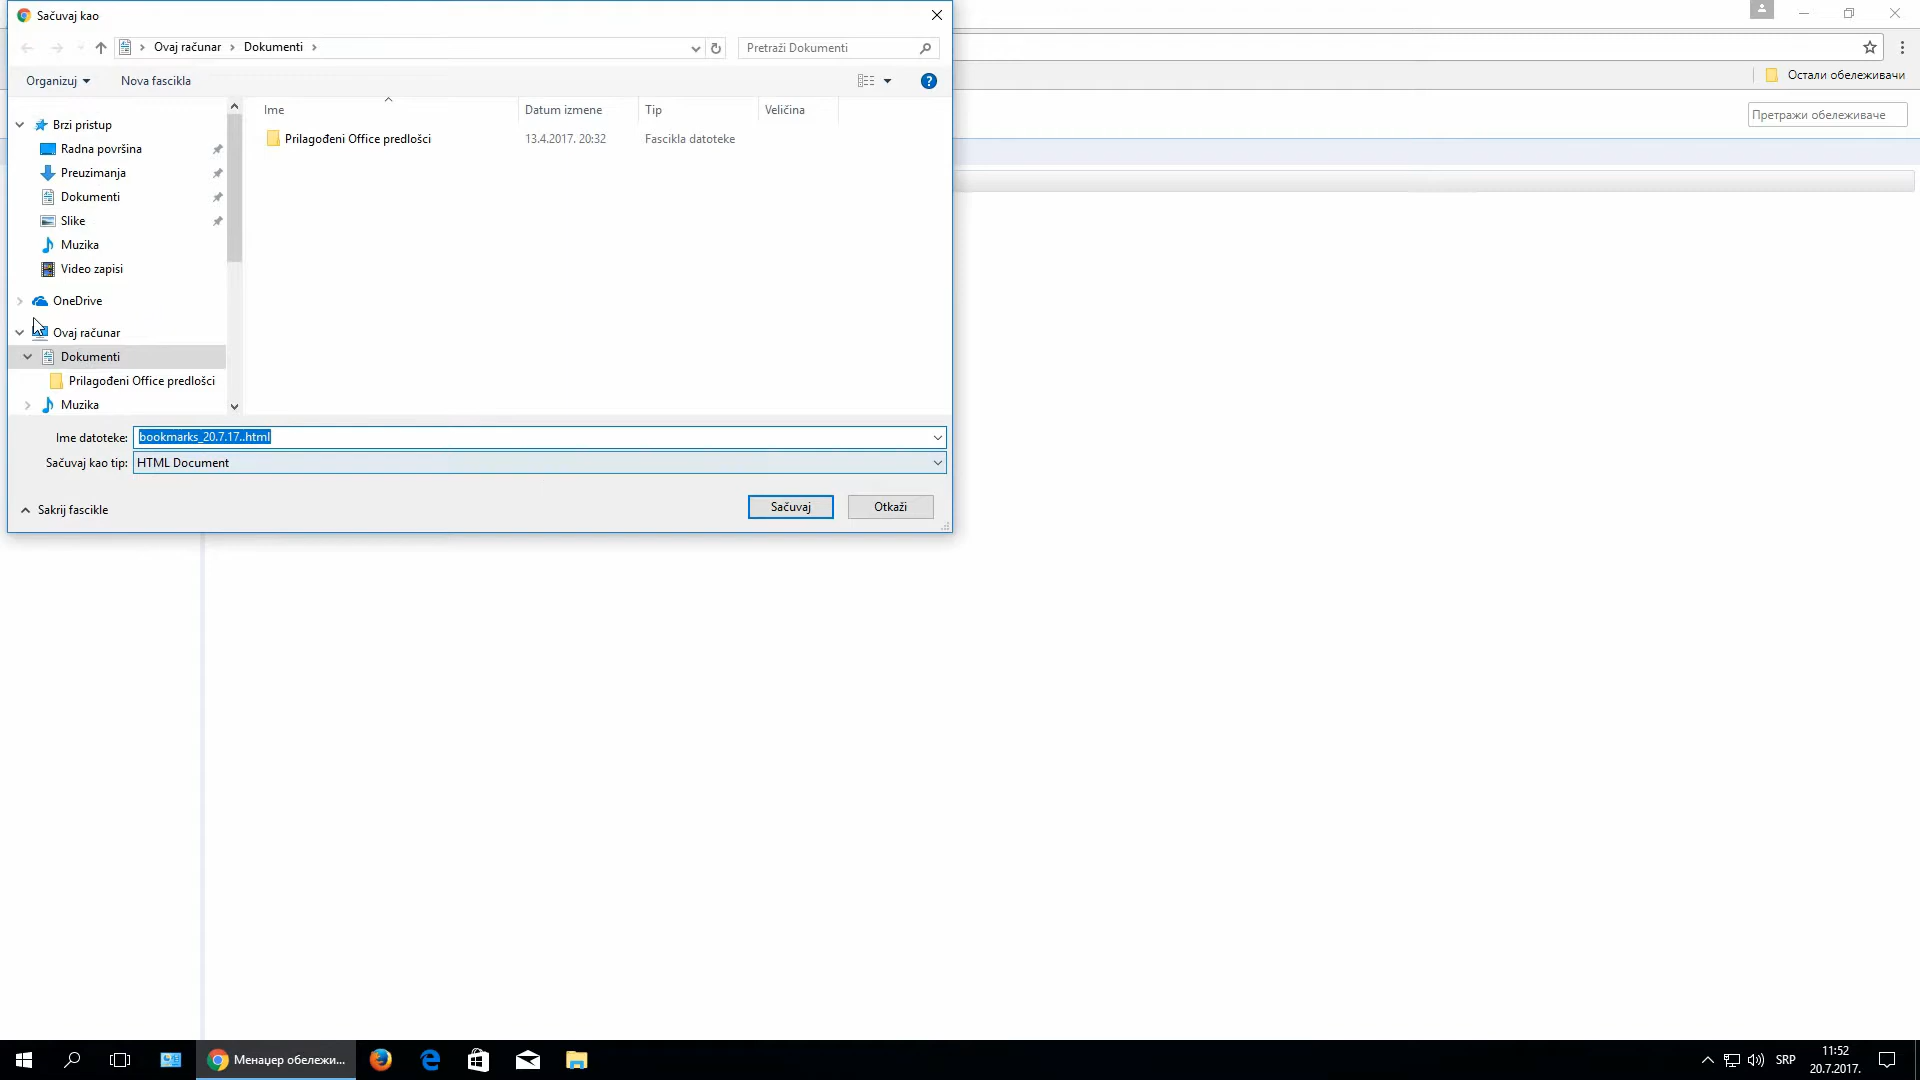 Sačuvaj kao
Ovaj računar
Dokumenti
Pretraži Dokumenti
Остали обележивачи
Organizuj
Nova fascikla
Претражи обележиваче
Ime
Datum izmene
Tip
Veličina
Prilagođeni Office predlošci
13.4.2017. 20:32
Fascikla datoteke
Brzi pristup
Radna površina
Preuzimanja
Dokumenti
Slike
Muzika
Video zapisi
OneDrive
Ovaj računar
Dokumenti
Prilagođeni Office predlošci
Muzika
Ime datoteke:
bookmarks_20.7.17..html
Sačuvaj kao tip:
HTML Document
Sakrij fascikle
Sačuvaj
Otkaži
Менаџер обележи...
SRP
11:52
20.7.2017.